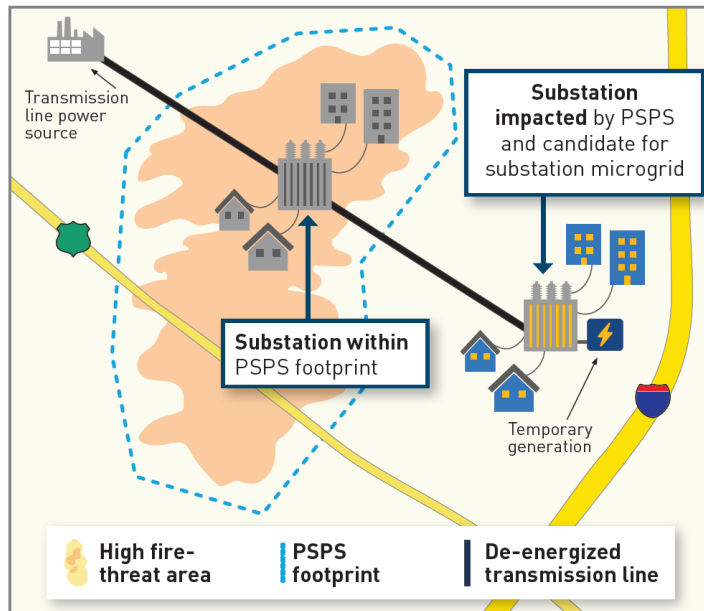 Transmission
line power
source
Substation
impacted by PSPS
and candidate for
substation microgrid
Substation within
PSPS footprint
Temporary
generation
High fire-
threat area
PSPS
footprint
De-energized
transmission line